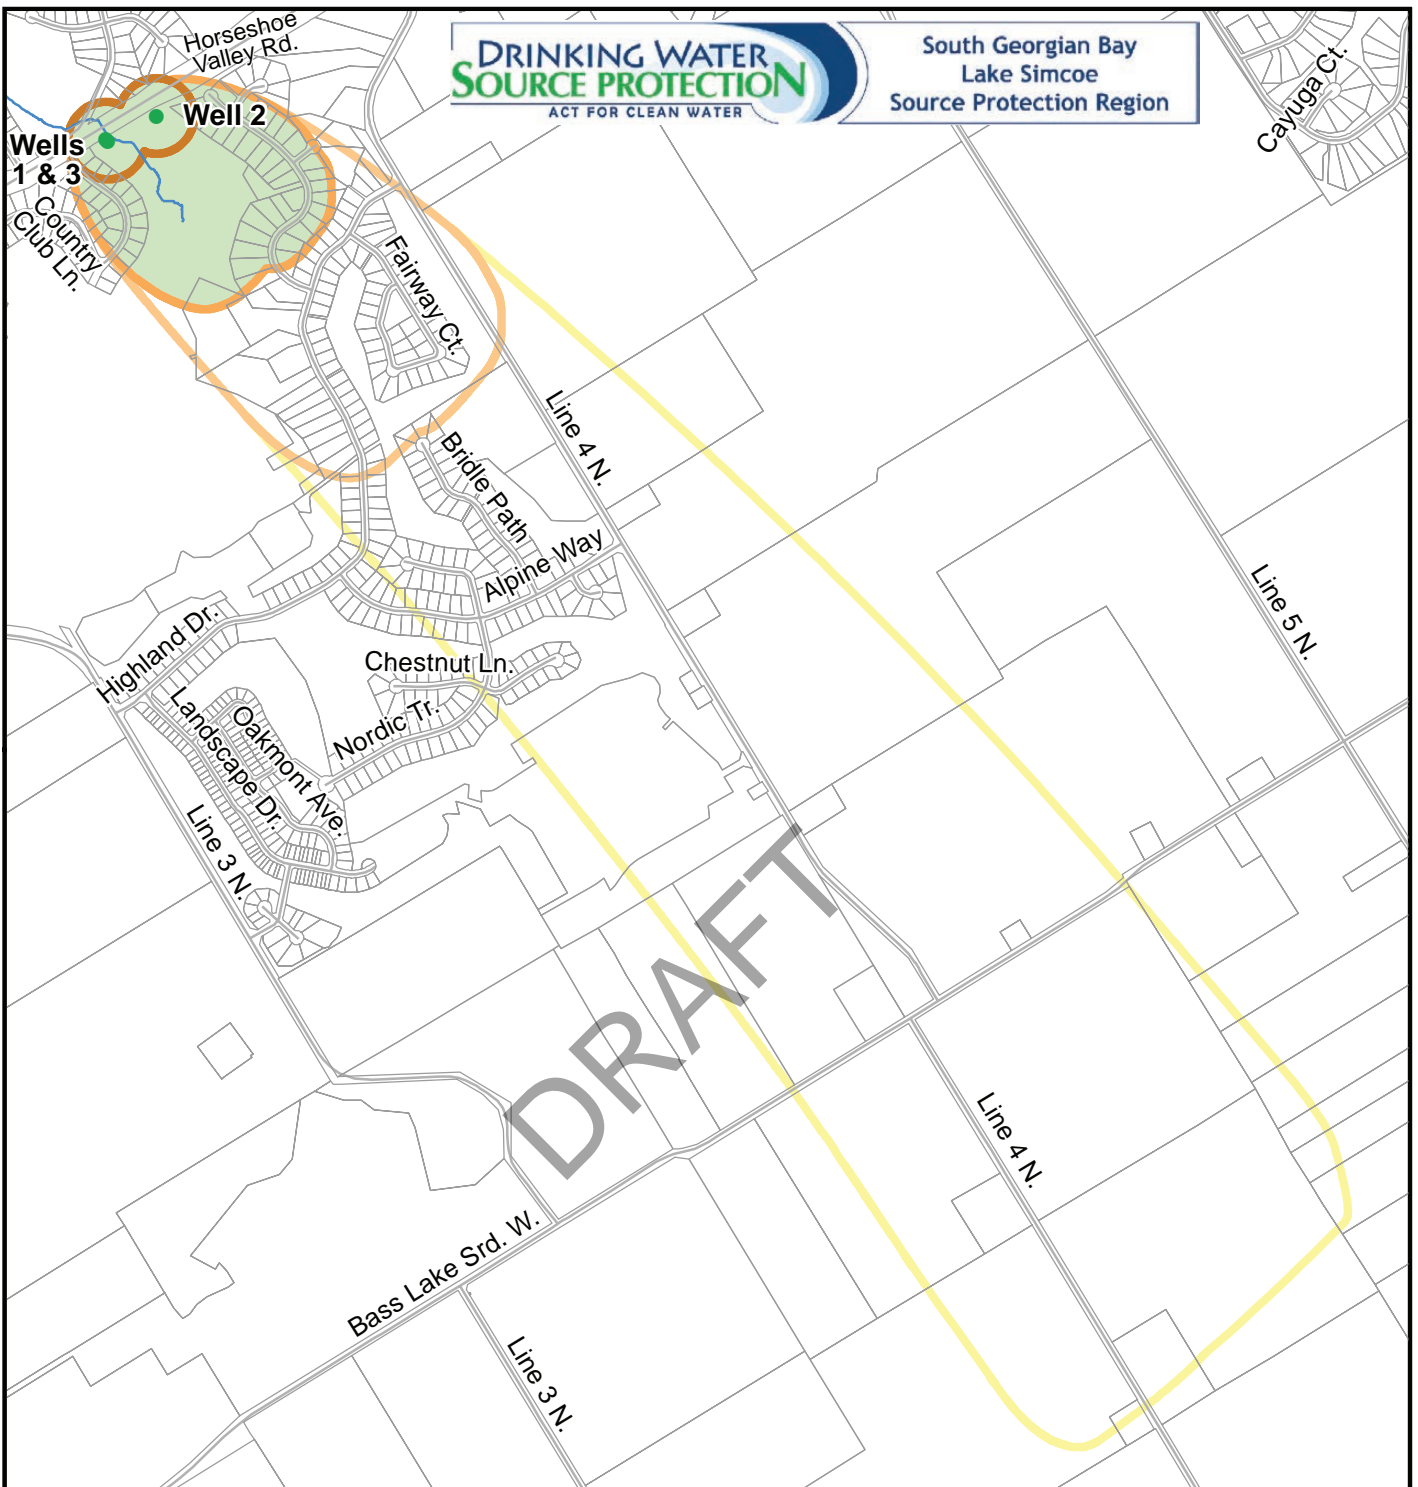 DRINKING WATER
SOURCE PROTECTION
ACT FOR CLEAN WATER
South Georgian Bay
Lake Simcoe
Source Protection Region
Horseshoe
Valley Rd.
Well 2
Wells
1 & 3
Country
Club Ln.
Cayuga Ct.
Fairway Ct.
Line 4 N.
Bridle Path
Alpine Way
Line 5 N.
Highland Dr.
Chestnut Ln.
Landscape Dr.
Oakmont Ave.
Nordic Tr.
Line 3 N.
DRAFT
Line 4 N.
Bass Lake Srd. W.
Line 3 N.